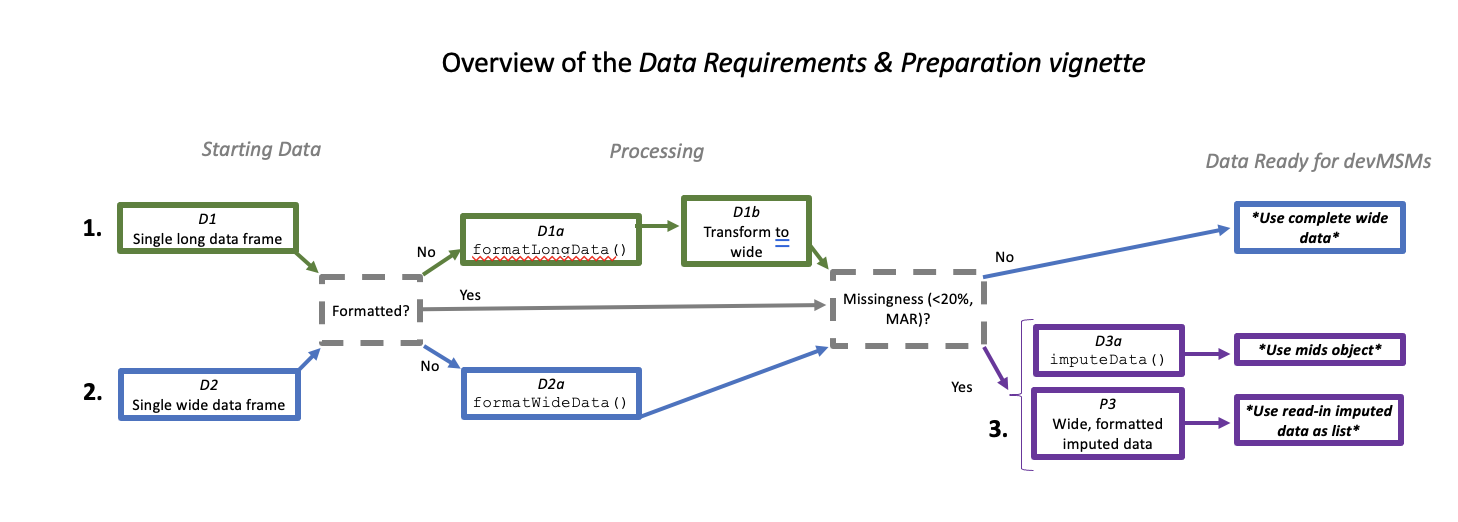 Overview of the Data Requirements & Preparation vignette
Starting Data
Processing
Data Ready for devMSMs
1.
D1
Single long data frame
No
D1a
formatLongData()
D1b
Transform to
wide
No
*Use complete wide
data*
Formatted?
Yes
Missingness (<20%,
MAR)?
2.
D2
Single wide data frame
No
D2a
formatWideData()
Yes
3.
D3a
imputeData()
*Use mids object*
P3
Wide, formatted
imputed data
*Use read-in imputed
data as list*